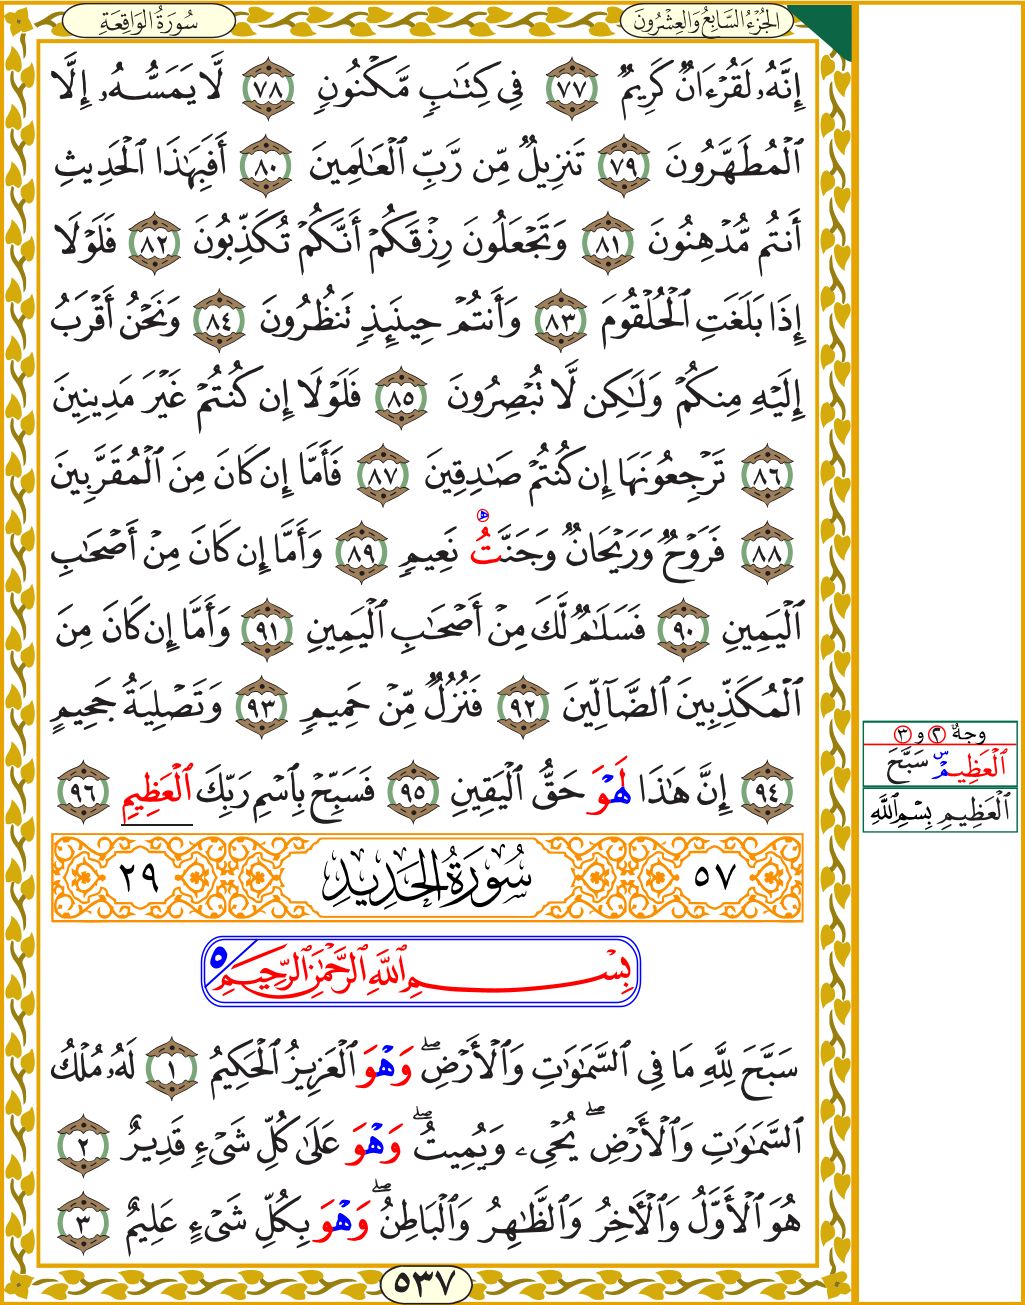 الجُزْءُ السَّابِعُ وَالعِشْرُونَ
سُورَةُ الوَاقِعَةِ
إِنَّهُۥ لَقُرْءَانٌ كَرِيمٌ ٧٧ فِي كِتَٰبٍ مَّكْنُونٍ ٧٨ لَّا يَمَسُّهُۥ إِلَّا
ٱلْمُطَهَّرُونَ ٧٩ تَنزِيلٌ مِّن رَّبِّ ٱلْعَٰلَمِينَ ٨٠ أَفَبِهَٰذَا ٱلْحَدِيثِ
أَنتُم مُّدْهِنُونَ ٨١ وَتَجْعَلُونَ رِزْقَكُمْ أَنَّكُمْ تُكَذِّبُونَ ٨٢ فَلَوْلَا
إِذَا بَلَغَتِ ٱلْحُلْقُومَ ٨٣ وَأَنتُمْ حِينَئِذٍ تَنظُرُونَ ٨٤ وَنَحْنُ أَقْرَبُ
إِلَيْهِ مِنكُمْ وَلَٰكِن لَّا تُبْصِرُونَ ٨٥ فَلَوْلَا إِن كُنتُمْ غَيْرَ مَدِينِينَ
٨٦ تَرْجِعُونَهَا إِن كُنتُمْ صَٰدِقِينَ ٨٧ فَأَمَّا إِن كَانَ مِنَ ٱلْمُقَرَّبِينَ
٨٨ فَرَوْحٌ وَرَيْحَانٌ وَجَنَّتُ نَعِيمٍ ٨٩ وَأَمَّا إِن كَانَ مِنْ أَصْحَٰبِ
ٱلْيَمِينِ ٩٠ فَسَلَٰمٌ لَّكَ مِنْ أَصْحَٰبِ ٱلْيَمِينِ ٩١ وَأَمَّا إِن كَانَ مِنَ
ٱلْمُكَذِّبِينَ ٱلضَّآلِّينَ ٩٢ فَنُزُلٌ مِّنْ حَمِيمٍ ٩٣ وَتَصْلِيَةُ جَحِيمٍ
٩٤ إِنَّ هَٰذَا لَهْوَ حَقُّ ٱلْيَقِينِ ٩٥ فَسَبِّحْ بِٱسْمِ رَبِّكَ ٱلْعَظِيمِ ٩٦
وجهٌ ٢ و ٣
ٱلْعَظِيمِ سَبَّحَ
ٱلْعَظِيمِ بِسْمِ ٱللَّهِ
٥٧ سُورَةُ الحَدِيدِ ٢٩
بِسْمِ ٱللَّهِ ٱلرَّحْمَٰنِ ٱلرَّحِيمِ ٥
سَبَّحَ لِلَّهِ مَا فِي ٱلسَّمَٰوَٰتِ وَٱلْأَرْضِۖ وَهْوَ ٱلْعَزِيزُ ٱلْحَكِيمُ ١ لَهُۥ مُلْكُ
ٱلسَّمَٰوَٰتِ وَٱلْأَرْضِۖ يُحْيِۦ وَيُمِيتُۖ وَهْوَ عَلَىٰ كُلِّ شَيْءٍ قَدِيرٌ ٢
هُوَ ٱلْأَوَّلُ وَٱلْأَخِرُ وَٱلظَّٰهِرُ وَٱلْبَاطِنُۖ وَهْوَ بِكُلِّ شَيْءٍ عَلِيمٌ ٣
٥٣٧